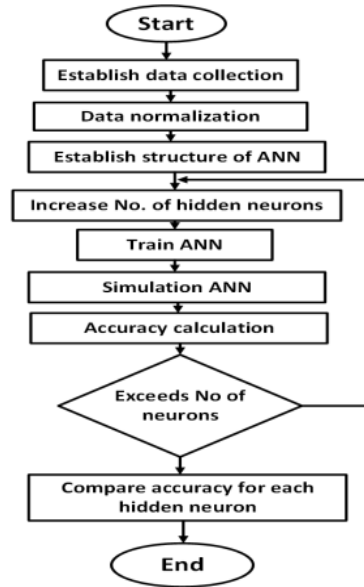 Start
Establish data collection
Data normalization
Establish structure of ANN
Increase No. of hidden neurons
Train ANN
Simulation ANN
Accuracy calculation
Exceeds No of
neurons
Compare accuracy for each
hidden neuron
End